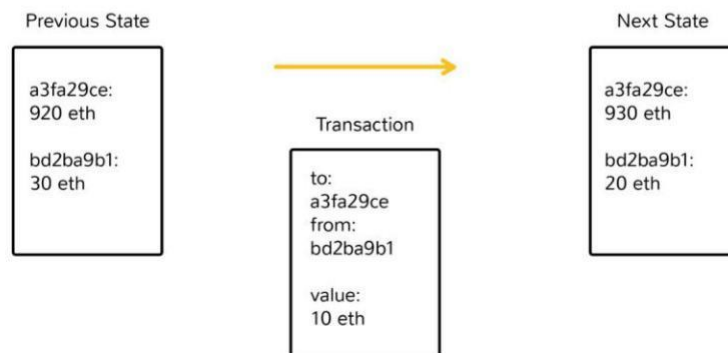 Previous State
a3fa29ce:
920 eth
bd2ba9b1:
30 eth
Transaction
to:
a3fa29ce
from:
bd2ba9b1
value:
10 eth
Next State
a3fa29ce:
930 eth
bd2ba9b1:
20 eth